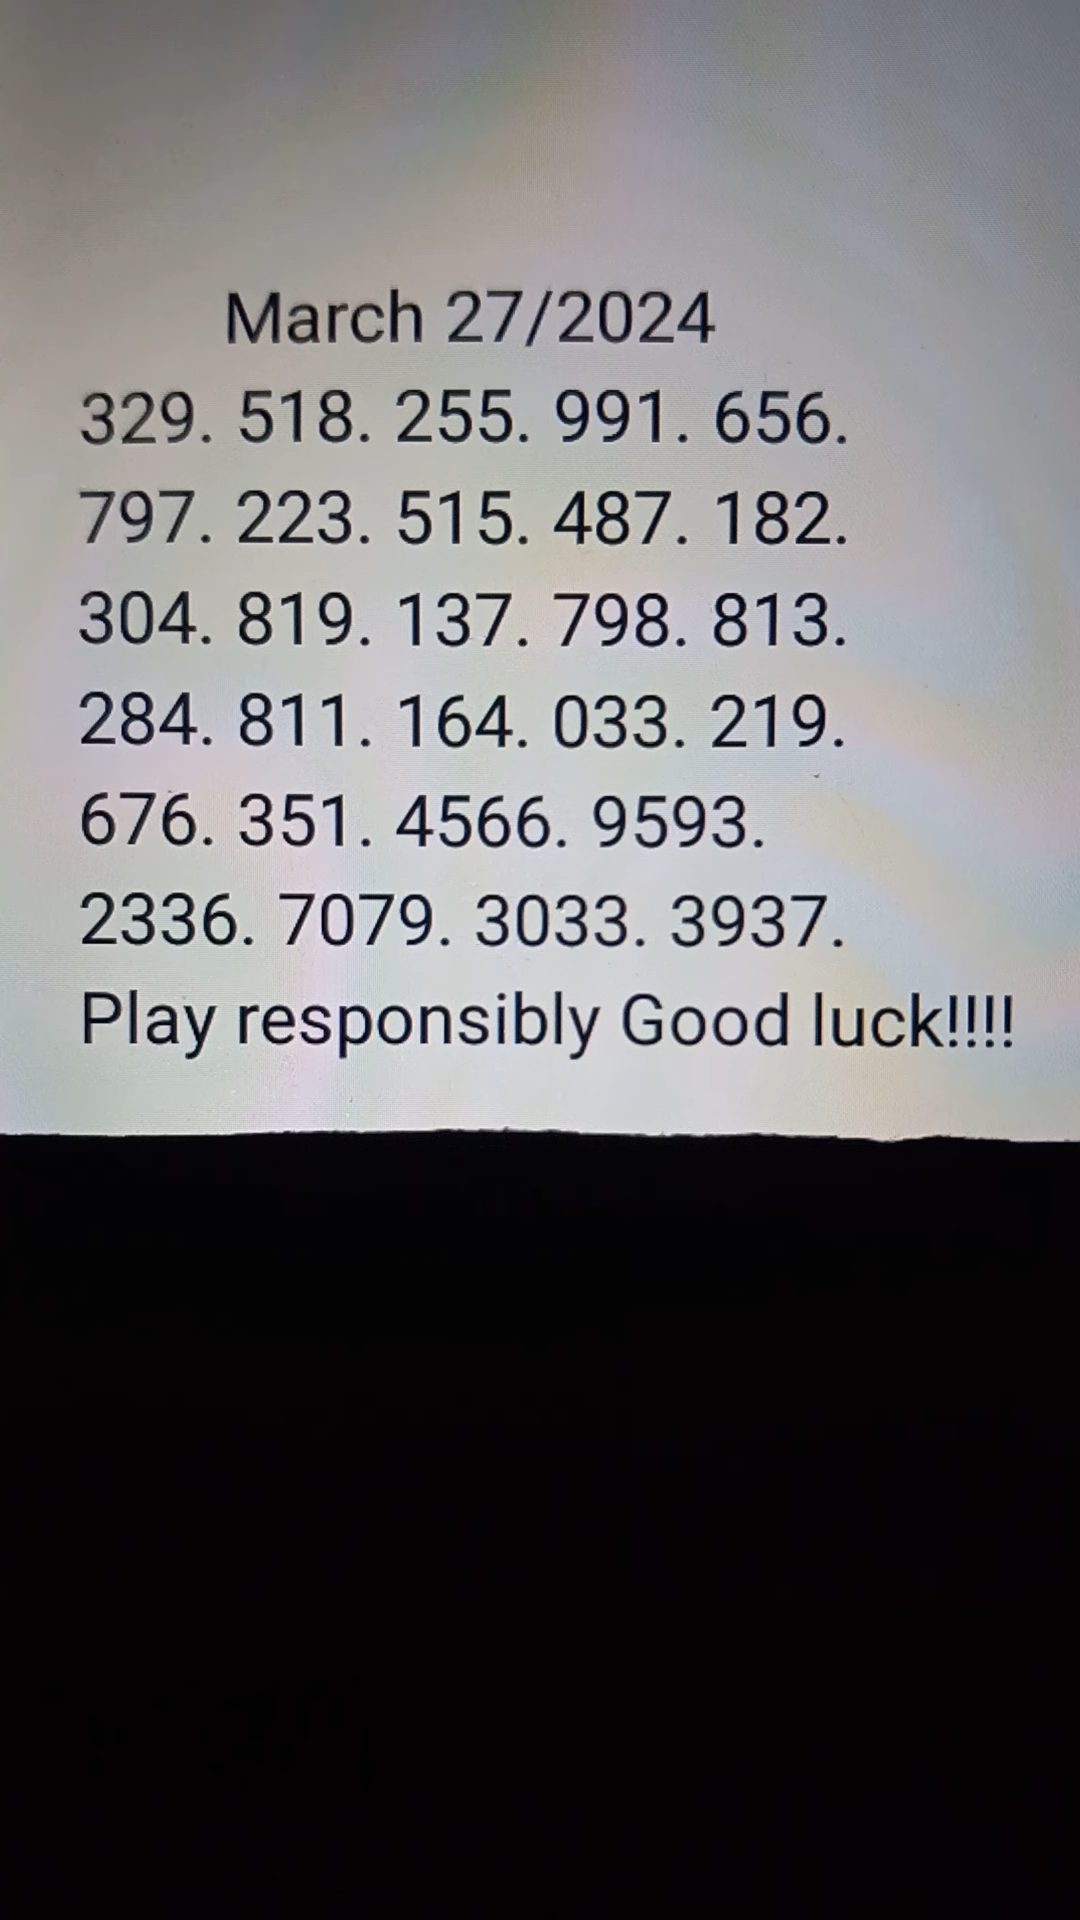 March 27/2024
329. 518. 255. 991. 656.
797. 223. 515. 487. 182.
304. 819. 137. 798. 813.
284. 811. 164. 033. 219.
676. 351. 4566. 9593.
2336. 7079. 3033. 3937.
Play responsibly Good luck!!!!